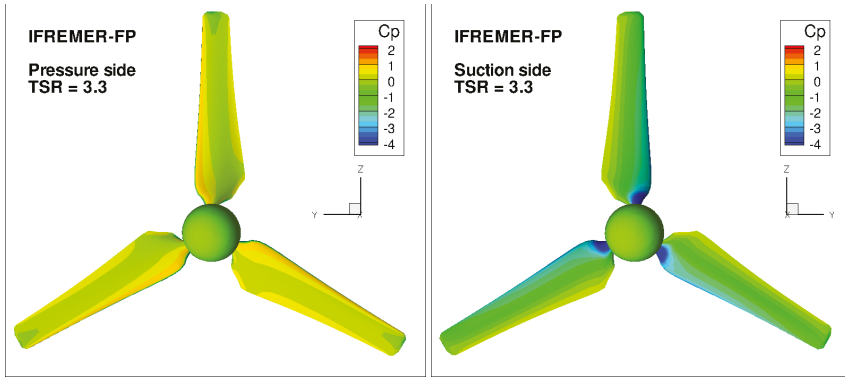 IFREMER-FP
Pressure side
TSR = 3.3
Cp
2
1
0
-1
-2
-3
-4
Z
Y
X
IFREMER-FP
Suction side
TSR = 3.3
Cp
2
1
0
-1
-2
-3
-4
Z
X
Y